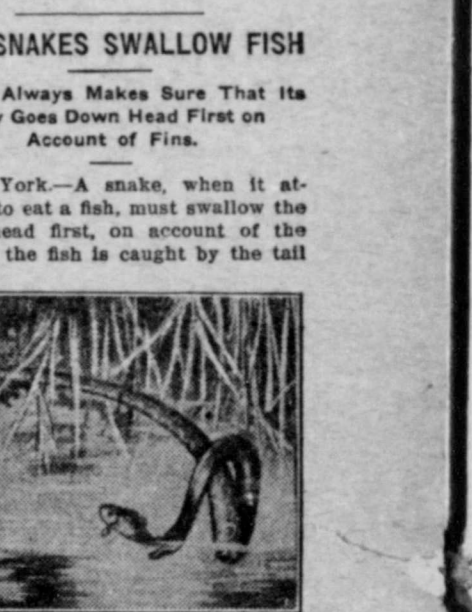 SNAKES SWALLOW FISH
Always Makes Sure That Its
y Goes Down Head First on
Account of Fins.
York.—A snake, when it at-
to eat a fish, must swallow the
ead first, on account of the
the fish is caught by the tail